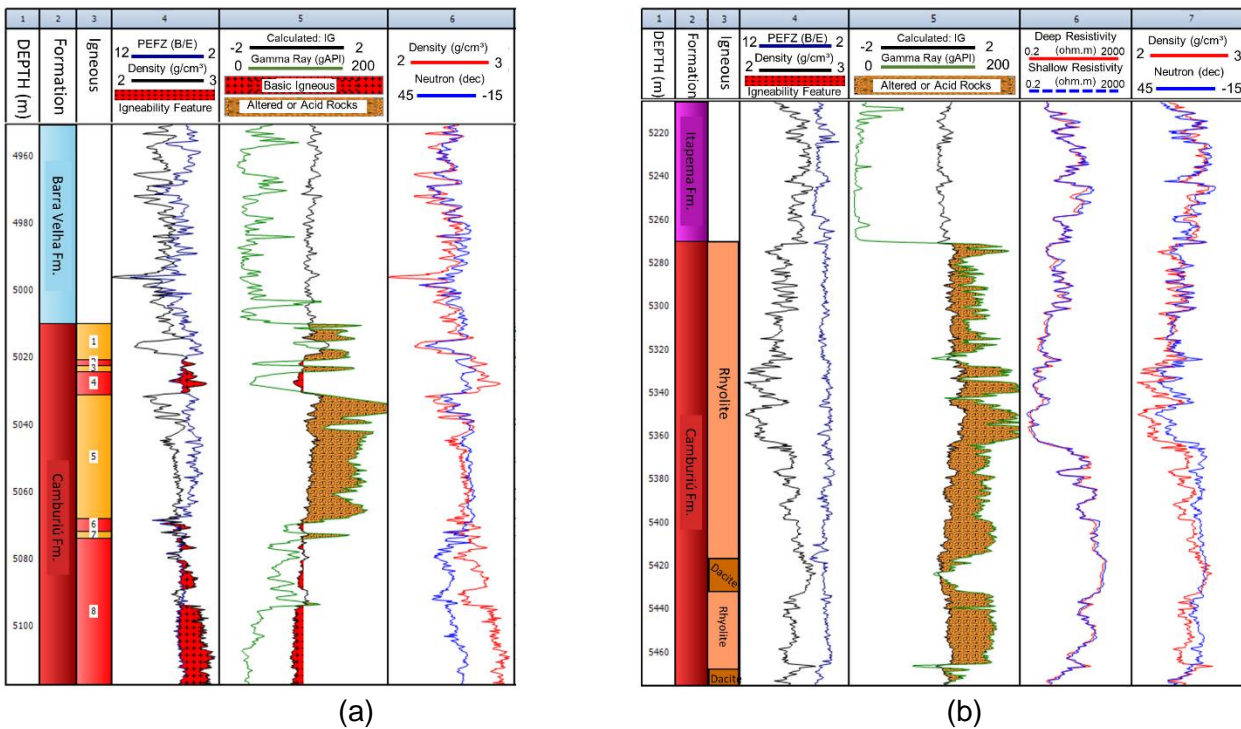 1 2 3 4 5 6
DEPTH (m)
Formation
Igneous
12 PEFZ (B/E) 2
2 Density (g/cm³) 3
Igneability Feature
-2 Calculated: IG 2
0 Gamma Ray (gAPI) 200
Basic Igneous
Altered or Acid Rocks
Density (g/cm³)
2 3
Neutron (dec)
45 -15
4960
4980
5000
5020
5040
5060
5080
5100
Barra Velha Fm.
Camburiú Fm.
1
3
4
5
6
7
8
(a)
1 2 3 4 5 6 7
DEPTH (m)
Formation
Igneous
12 PEFZ (B/E) 2
2 Density (g/cm³) 3
Igneability Feature
-2 Calculated: IG 2
0 Gamma Ray (gAPI) 200
Altered or Acid Rocks
Deep Resistivity
0.2 (ohm.m) 2000
Shallow Resistivity
0.2 (ohm.m) 2000
Density (g/cm³)
2 3
Neutron (dec)
45 -15
5220
5240
5260
5280
5300
5320
5340
5360
5380
5400
5420
5440
5460
Itapema Fm.
Camburiú Fm.
Rhyolite
Dacite
Rhyolite
Dacite
(b)